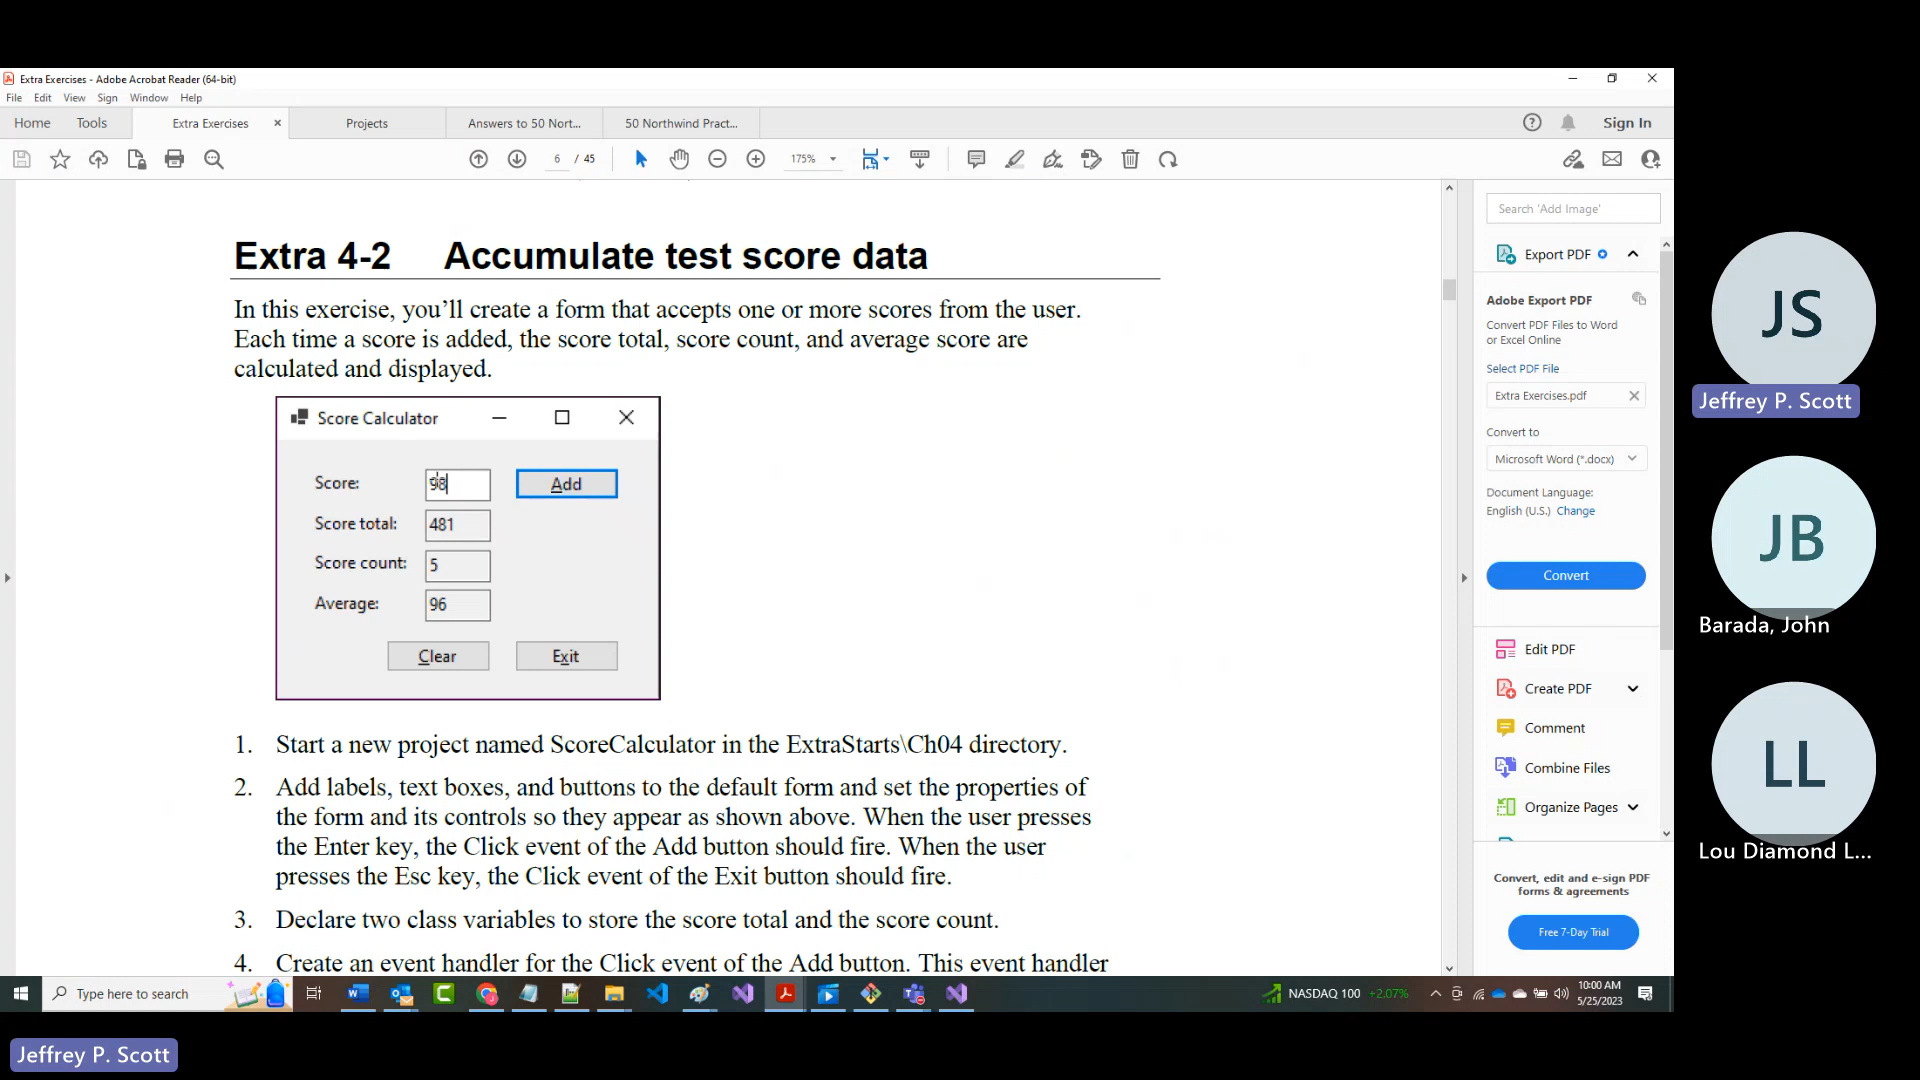 Extra Exercises - Adobe Acrobat Reader (64-bit)
File Edit View Sign Window Help
Home Tools Extra Exercises Projects Answers to 50 Nort... 50 Northwind Pract... Sign In
6 / 45 175%
Extra 4-2 Accumulate test score data
In this exercise, you'll create a form that accepts one or more scores from the user.
Each time a score is added, the score total, score count, and average score are
calculated and displayed.
Score Calculator
Score: 98 Add
Score total: 481
Score count: 5
Average: 96
Clear Exit
1. Start a new project named ScoreCalculator in the ExtraStarts\Ch04 directory.
2. Add labels, text boxes, and buttons to the default form and set the properties of
the form and its controls so they appear as shown above. When the user presses
the Enter key, the Click event of the Add button should fire. When the user
presses the Esc key, the Click event of the Exit button should fire.
3. Declare two class variables to store the score total and the score count.
4. Create an event handler for the Click event of the Add button. This event handler
Search 'Add Image'
Export PDF
Adobe Export PDF
Convert PDF Files to Word
or Excel Online
Select PDF File
Extra Exercises.pdf
Convert to
Microsoft Word (*.docx)
Document Language:
English (U.S.) Change
Convert
Edit PDF
Create PDF
Comment
Combine Files
Organize Pages
Convert, edit and e-sign PDF
forms & agreements
Free 7-Day Trial
JS
Jeffrey P. Scott
JB
Barada, John
LL
Lou Diamond L...
Type here to search
NASDAQ 100 +2.07%
10:00 AM
5/25/2023
Jeffrey P. Scott